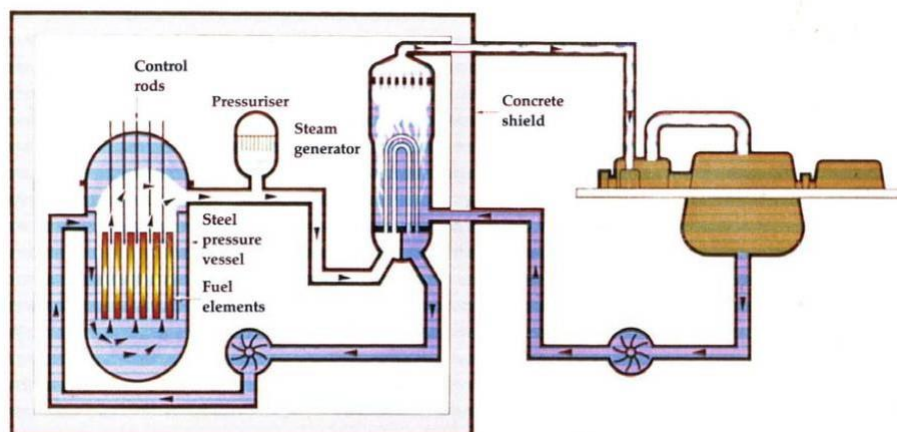 Control
rods
Pressuriser
Steam
generator
Concrete
shield
Steel
pressure
vessel
Fuel
elements